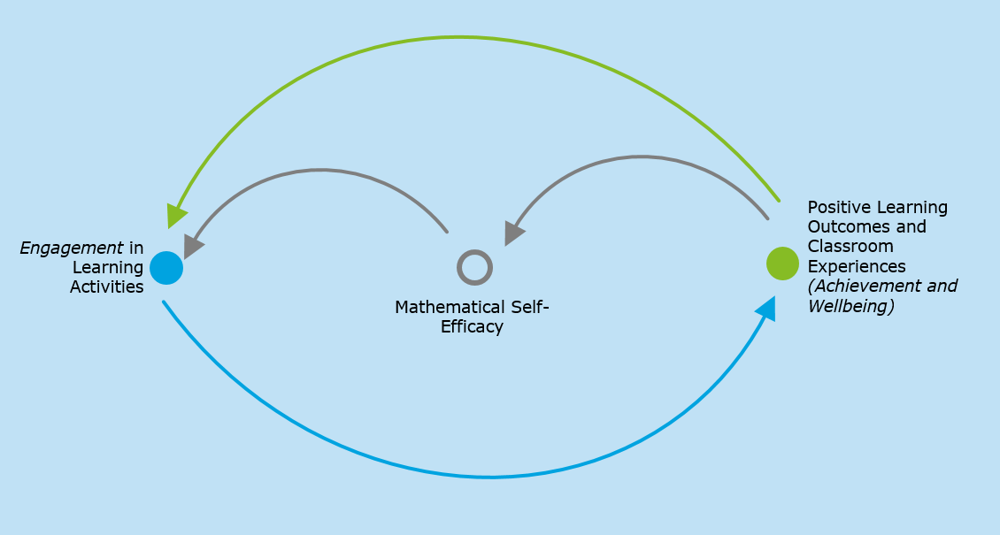 Engagement in
Learning
Activities
Mathematical Self-
Efficacy
Positive Learning
Outcomes and
Classroom
Experiences
(Achievement and
Wellbeing)